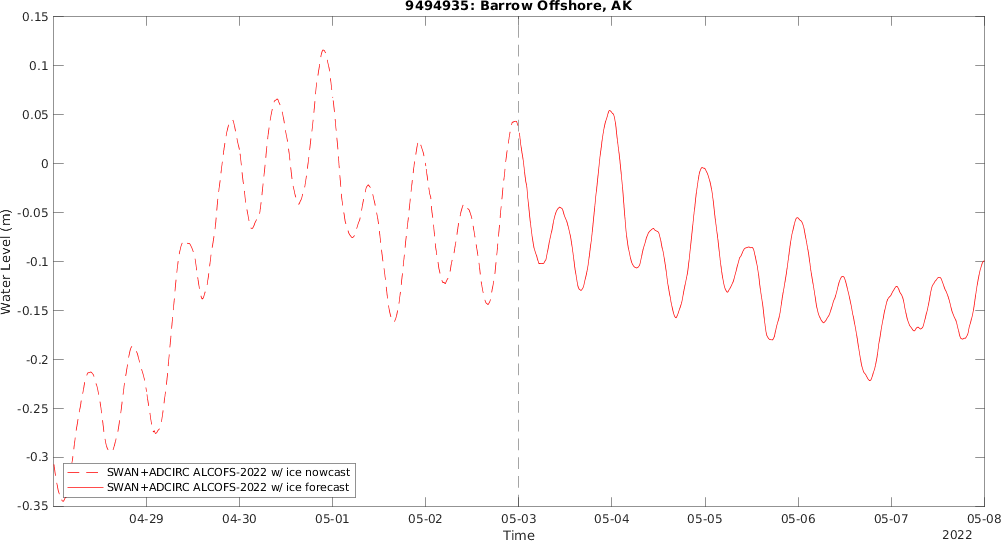 9494935: Barrow Offshore, AK
0.15
0.1
0.05
0
-0.05
-0.1
-0.15
-0.2
-0.25
-0.3
-0.35
Water Level (m)
SWAN+ADCIRC ALCOFS-2022 w/ ice nowcast
SWAN+ADCIRC ALCOFS-2022 w/ ice forecast
04-29 04-30 05-01 05-02 05-03 05-04 05-05 05-06 05-07 05-08
Time
2022